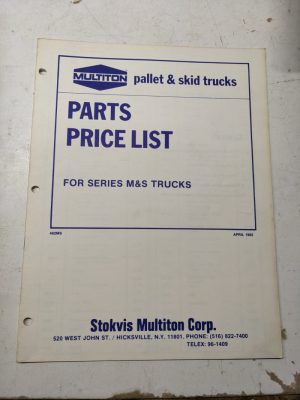 MULTITON pallet & skid trucks
PARTS
PRICE LIST
FOR SERIES M&S TRUCKS
APRIL
Stokvis Multiton Corp.
520 WEST JOHN ST. / HICKSVILLE, N.Y. 11801, PHONE: (516) 822-7400
TELEX: 96-1409